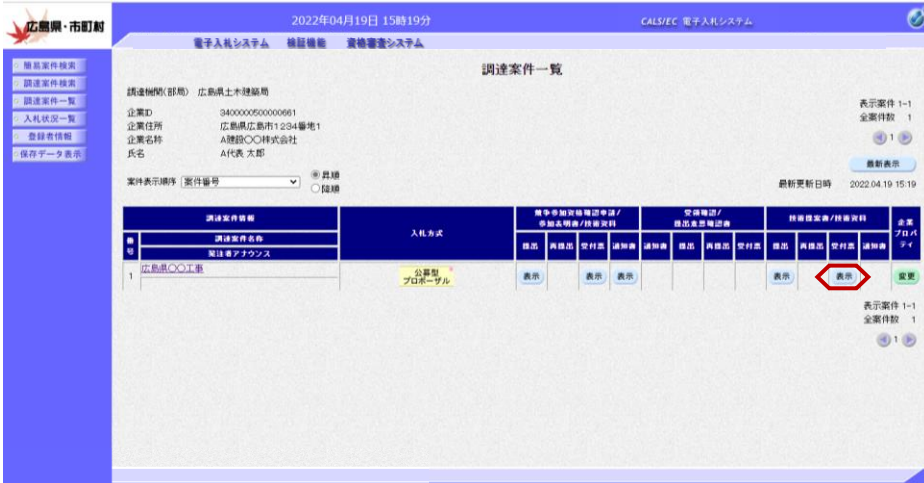 広島県・市町村
2022年04月19日 15時19分
CALS/EC 電子入札システム
電子入札システム 検証機能 資格審査システム
簡易案件検索
調達案件検索
調達案件一覧
入札状況一覧
登録者情報
保存データ表示
調達案件一覧
調達機関(部局) 広島県土木建築局
企業ID 3400000500000661
企業住所 広島県広島市1234番地1
企業名称 A建設〇〇株式会社
氏名 A代表 太郎
表示案件 1-1
全案件数 1
1
案件表示順序 案件番号
昇順
降順
最新表示
最新更新日時 2022.04.19 15:19
調達案件情報
番号
調達案件名称
発注者アナウンス
入札方式
競争参加資格確認申請/参加表明書/技術資料
提出 再提出 受付票 通知書
受領確認/提出意思確認書
通知書 提出 再提出 受付票
技術提案書/技術資料
提出 再提出 受付票 通知書
企業プロパティ
1 広島県〇〇工事
公募型
プロポーザル
表示 表示 表示 表示 表示 変更
表示案件 1-1
全案件数 1
1